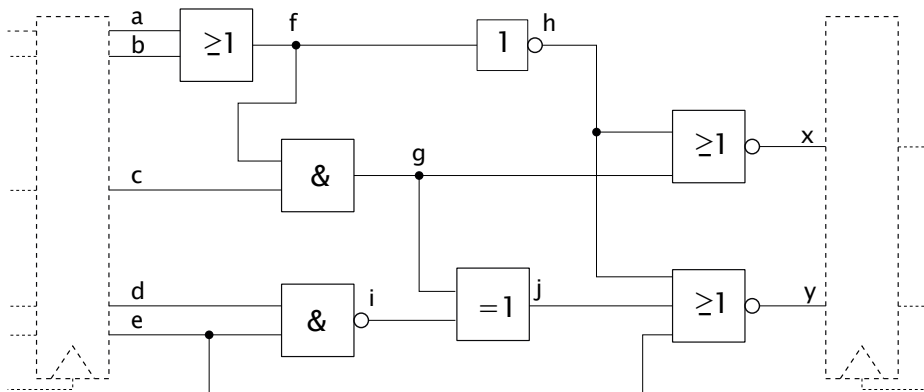 a f h
b ≥1 1
≥1 x
g
c &
d i j y
e & =1 ≥1